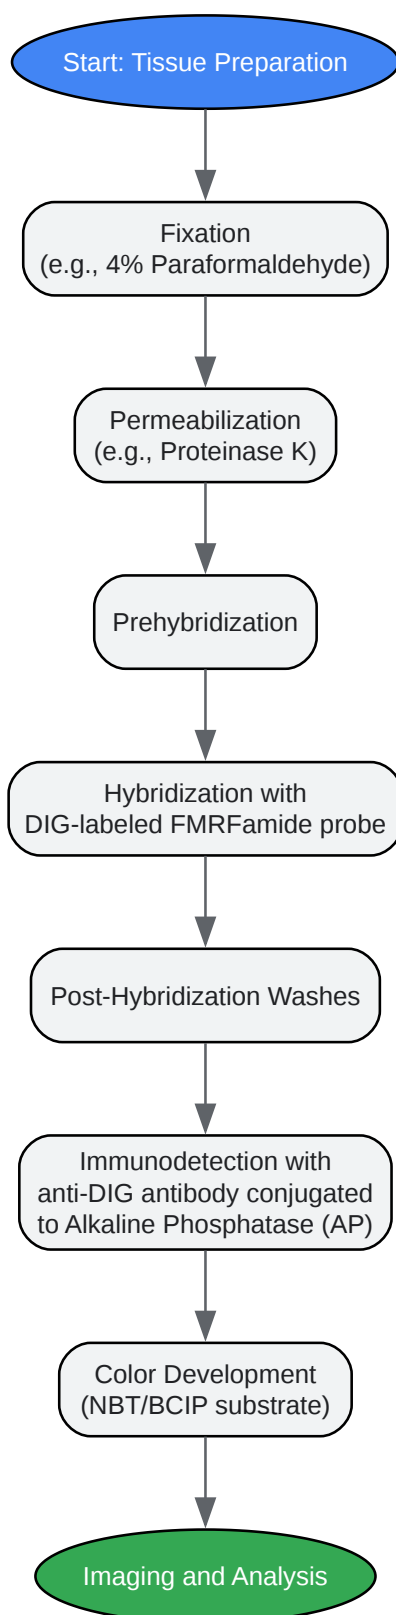 Start: Tissue Preparation
Fixation
(e.g., 4% Paraformaldehyde)
Permeabilization
(e.g., Proteinase K)
Prehybridization
Hybridization with
DIG-labeled FMRFamide probe
Post-Hybridization Washes
Immunodetection with
anti-DIG antibody conjugated
to Alkaline Phosphatase (AP)
Color Development
(NBT/BCIP substrate)
Imaging and Analysis